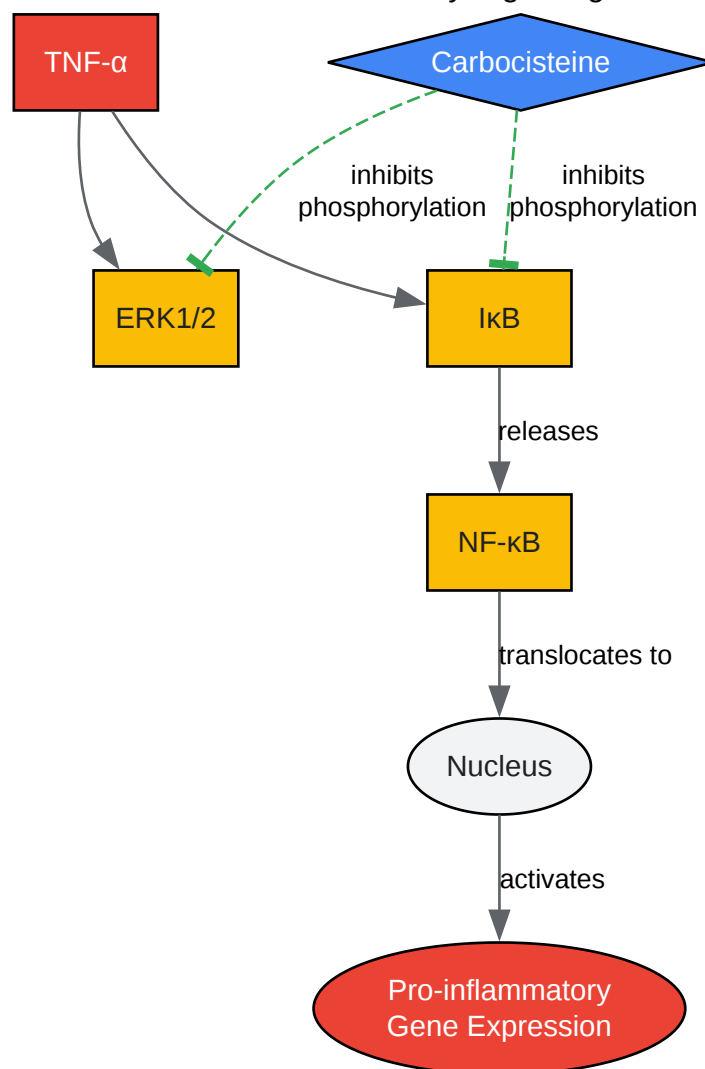 TNF-α
Carbocisteine
inhibits
phosphorylation
inhibits
phosphorylation
ERK1/2
IκB
releases
NF-κB
translocates to
Nucleus
activates
Pro-inflammatory
Gene Expression